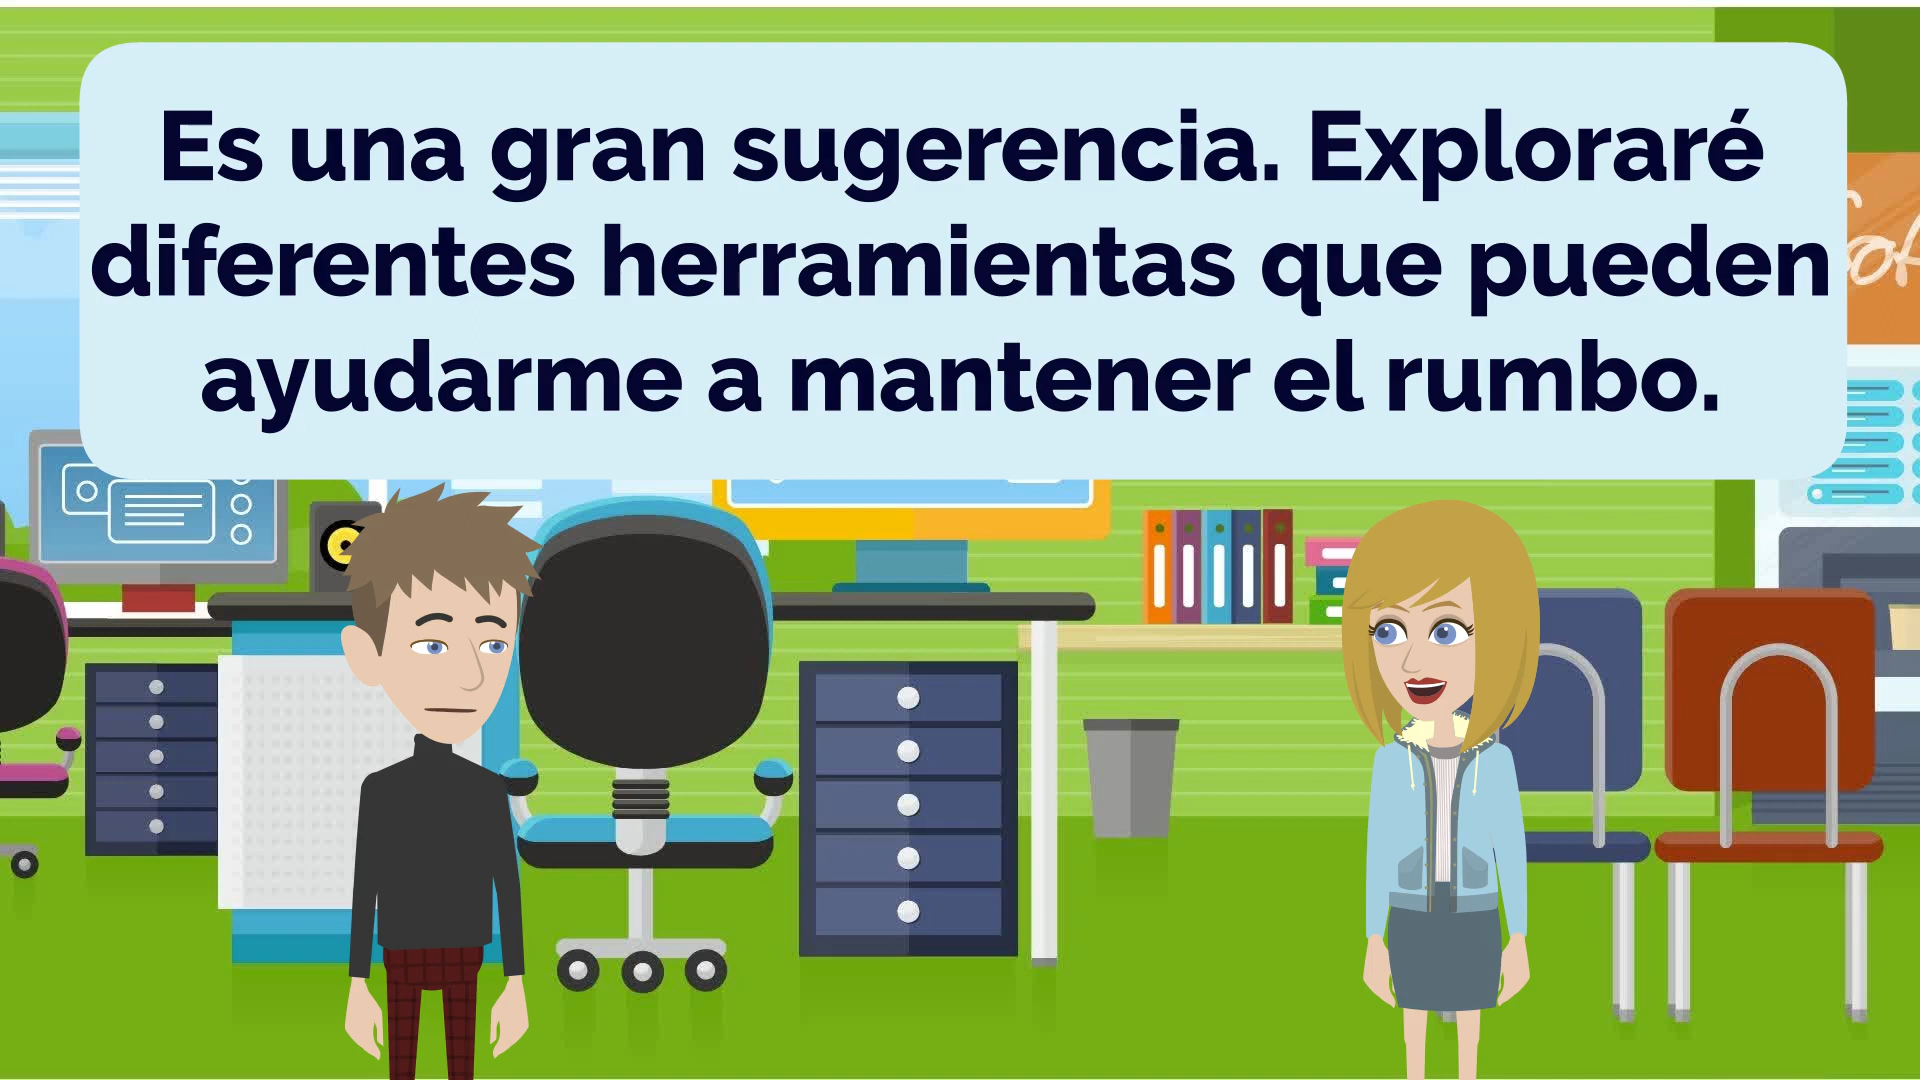 Es una gran sugerencia. Exploraré
diferentes herramientas que pueden
ayudarme a mantener el rumbo.